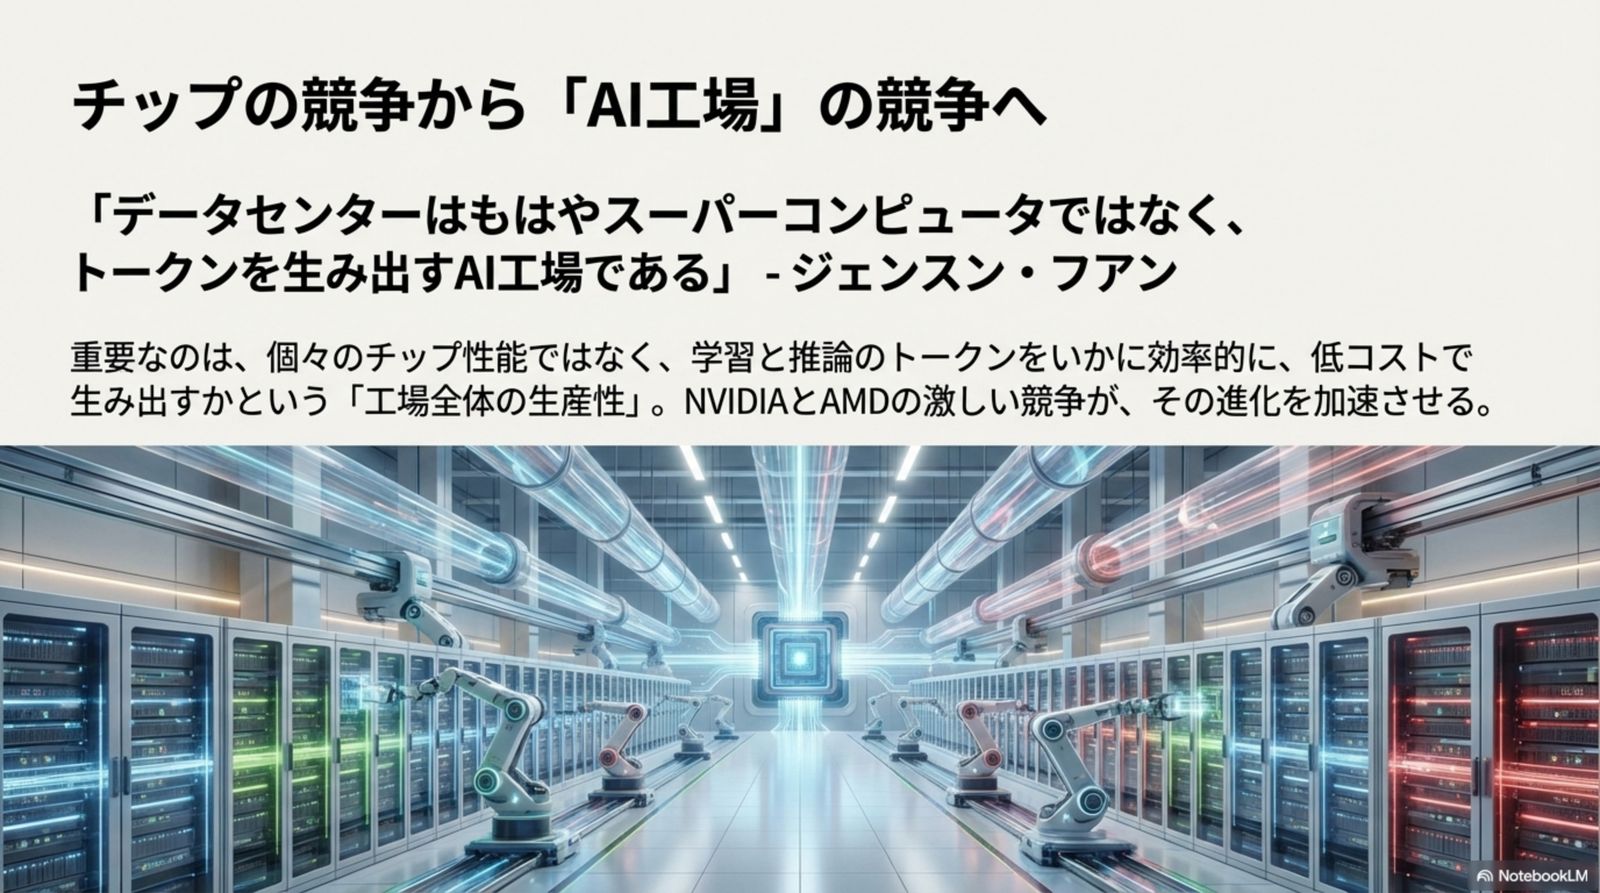 チップの競争から「AI工場」の競争へ
「データセンターはもはやスーパーコンピュータではなく、
トークンを生み出すAI工場である」 - ジェンスン・フアン
重要なのは、個々のチップ性能ではなく、学習と推論のトークンをいかに効率的に、低コストで
生み出すかという「工場全体の生産性」。NVIDIAとAMDの激しい競争が、その進化を加速させる。
NotebookLM